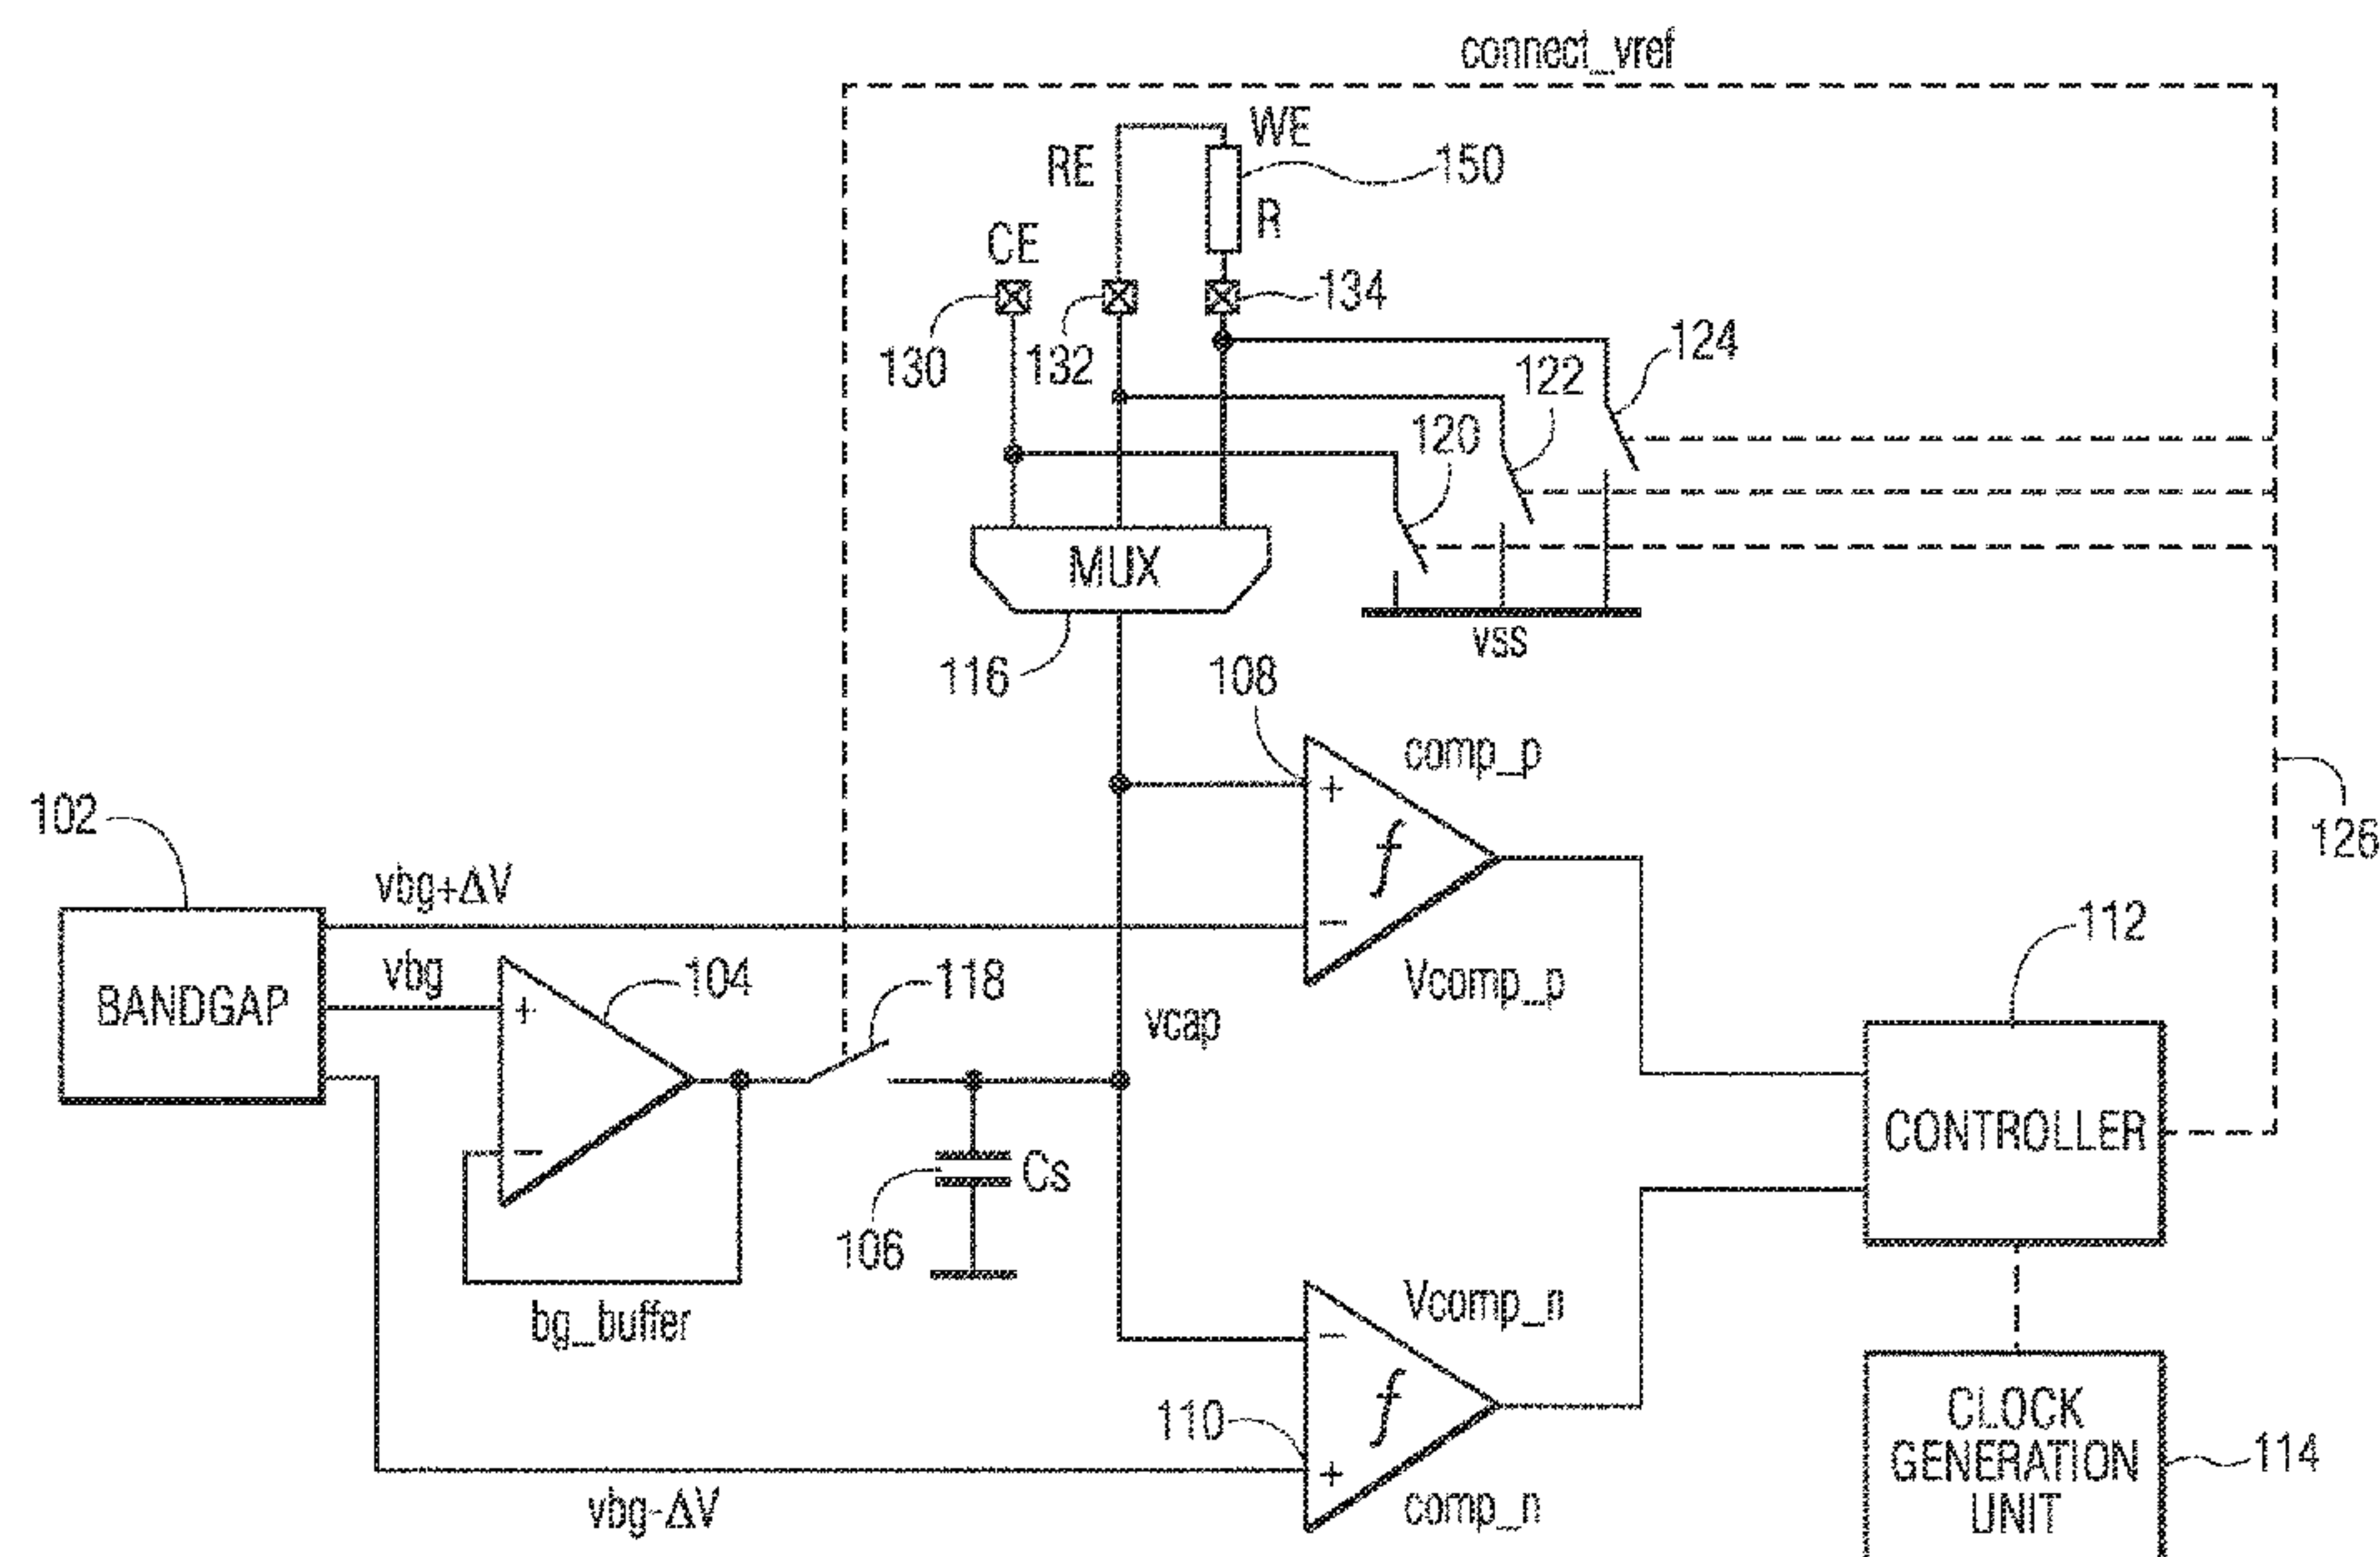 connect_vref
WE
RE
150
R
CE
134
130
132
124
122
120
MUX
vss
116
108
comp_p
+
f
−
Vcomp_p
102
vbg+ΔV
126
BANDGAP
vbg
104
+
−
118
vcap
112
CONTROLLER
Cs
106
bg_buffer
Vcomp_n
−
f
110
+
comp_n
vbg-ΔV
CLOCK
GENERATION
UNIT
114